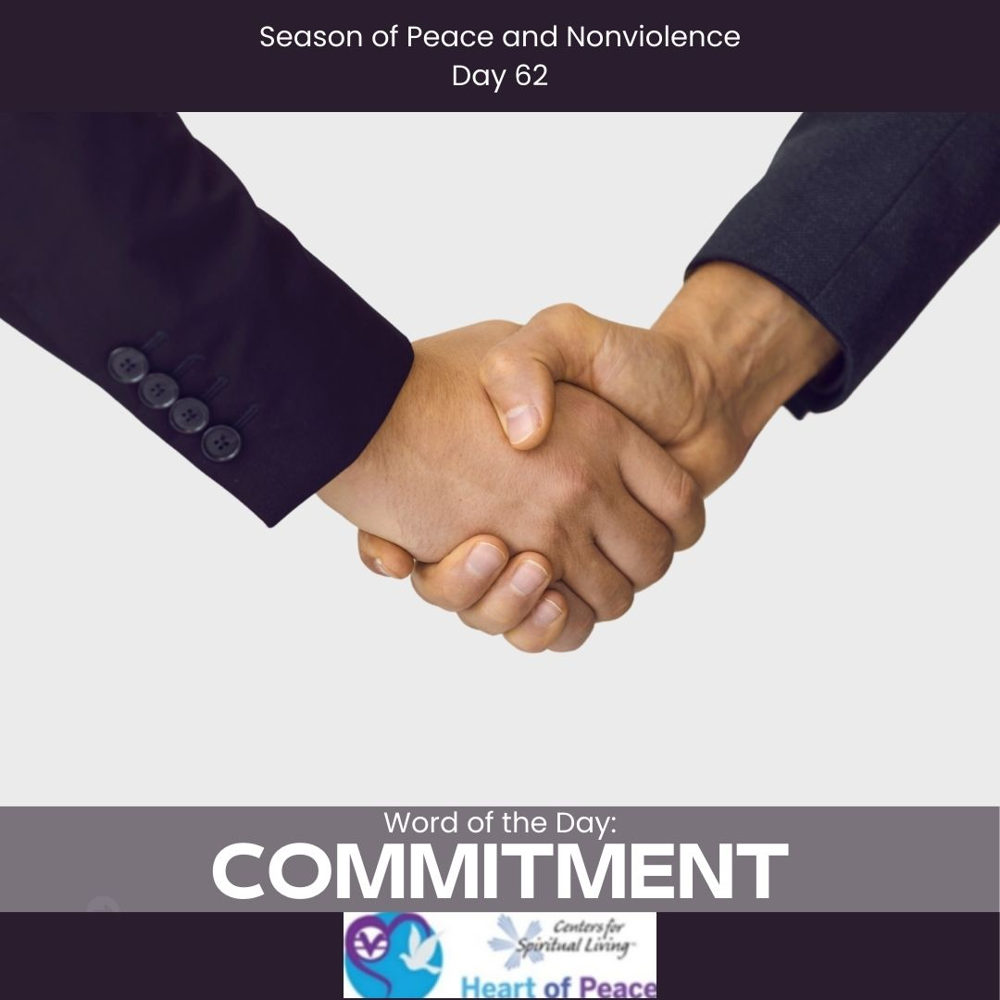 Season of Peace and Nonviolence
Day 62
Word of the Day:
COMMITMENT
Centers for
Spiritual Living
Heart of Peace